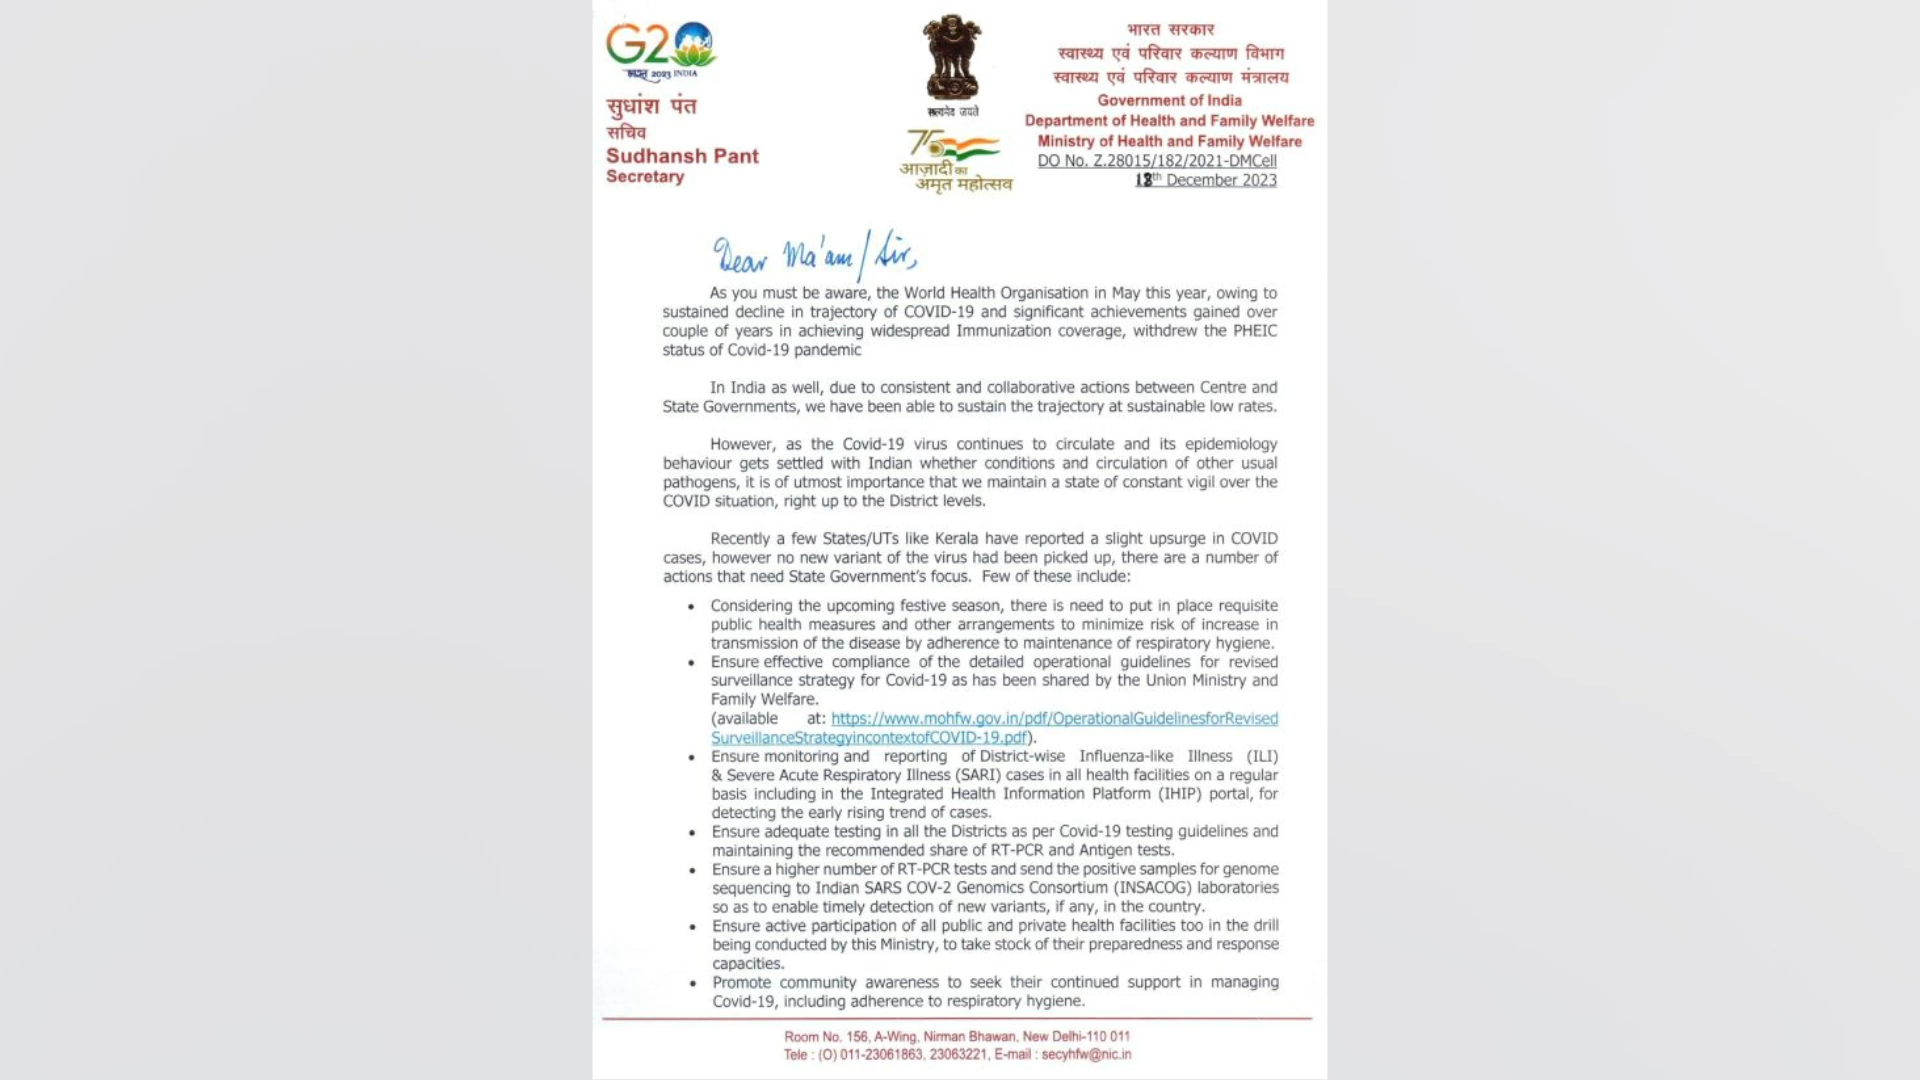 G20
भारत 2023 INDIA
सुधांश पंत
सचिव
Sudhansh Pant
Secretary
सत्यमेव जयते
75
आज़ादी का
अमृत महोत्सव
भारत सरकार
स्वास्थ्य एवं परिवार कल्याण विभाग
स्वास्थ्य एवं परिवार कल्याण मंत्रालय
Government of India
Department of Health and Family Welfare
Ministry of Health and Family Welfare
DO No. Z.28015/182/2021-DMCell
18th December 2023
Dear Ma'am/Sir,
As you must be aware, the World Health Organisation in May this year, owing to
sustained decline in trajectory of COVID-19 and significant achievements gained over
couple of years in achieving widespread Immunization coverage, withdrew the PHEIC
status of Covid-19 pandemic
In India as well, due to consistent and collaborative actions between Centre and
State Governments, we have been able to sustain the trajectory at sustainable low rates.
However, as the Covid-19 virus continues to circulate and its epidemiology
behaviour gets settled with Indian whether conditions and circulation of other usual
pathogens, it is of utmost importance that we maintain a state of constant vigil over the
COVID situation, right up to the District levels.
Recently a few States/UTs like Kerala have reported a slight upsurge in COVID
cases, however no new variant of the virus had been picked up, there are a number of
actions that need State Government's focus. Few of these include:
• Considering the upcoming festive season, there is need to put in place requisite
public health measures and other arrangements to minimize risk of increase in
transmission of the disease by adherence to maintenance of respiratory hygiene.
• Ensure effective compliance of the detailed operational guidelines for revised
surveillance strategy for Covid-19 as has been shared by the Union Ministry and
Family Welfare.
(available at: https://www.mohfw.gov.in/pdf/OperationalGuidelinesforRevised
SurveillanceStrategyincontextofCOVID-19.pdf).
• Ensure monitoring and reporting of District-wise Influenza-like Illness (ILI)
& Severe Acute Respiratory Illness (SARI) cases in all health facilities on a regular
basis including in the Integrated Health Information Platform (IHIP) portal, for
detecting the early rising trend of cases.
• Ensure adequate testing in all the Districts as per Covid-19 testing guidelines and
maintaining the recommended share of RT-PCR and Antigen tests.
• Ensure a higher number of RT-PCR tests and send the positive samples for genome
sequencing to Indian SARS COV-2 Genomics Consortium (INSACOG) laboratories
so as to enable timely detection of new variants, if any, in the country.
• Ensure active participation of all public and private health facilities too in the drill
being conducted by this Ministry, to take stock of their preparedness and response
capacities.
• Promote community awareness to seek their continued support in managing
Covid-19, including adherence to respiratory hygiene.
Room No. 156, A-Wing, Nirman Bhawan, New Delhi-110 011
Tele : (O) 011-23061863, 23063221, E-mail : secyhfw@nic.in